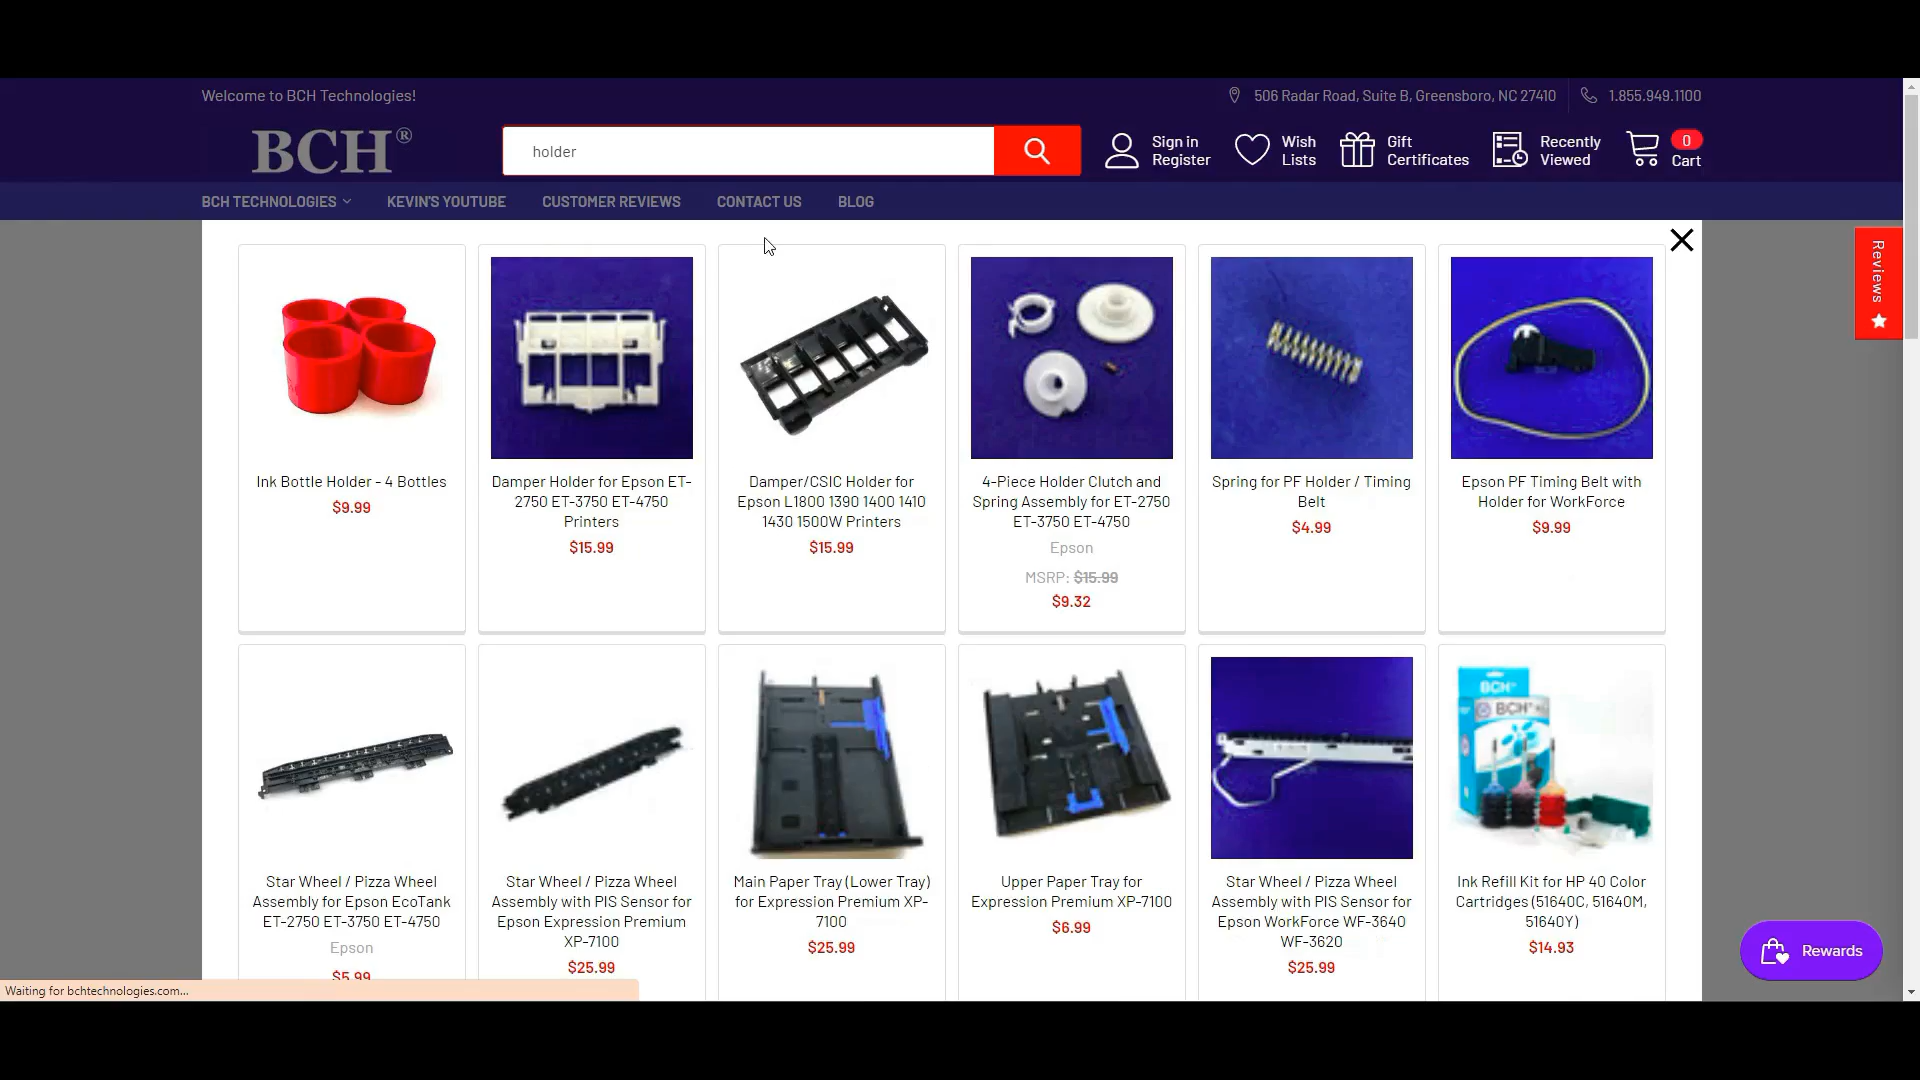 Welcome to BCH Technologies!
506 Radar Road, Suite B, Greensboro, NC 27410
1.855.949.1100
BCH®
holder
Sign in
Register
Wish
Lists
Gift
Certificates
Recently
Viewed
0
Cart
BCH TECHNOLOGIES
KEVIN'S YOUTUBE
CUSTOMER REVIEWS
CONTACT US
BLOG
Reviews
Ink Bottle Holder - 4 Bottles
$9.99
Damper Holder for Epson ET-
2750 ET-3750 ET-4750
Printers
$15.99
Damper/CSIC Holder for
Epson L1800 1390 1400 1410
1430 1500W Printers
$15.99
4-Piece Holder Clutch and
Spring Assembly for ET-2750
ET-3750 ET-4750
Epson
MSRP: $15.99
$9.32
Spring for PF Holder / Timing
Belt
$4.99
Epson PF Timing Belt with
Holder for WorkForce
$9.99
Star Wheel / Pizza Wheel
Assembly for Epson EcoTank
ET-2750 ET-3750 ET-4750
Epson
$5.99
Star Wheel / Pizza Wheel
Assembly with PIS Sensor for
Epson Expression Premium
XP-7100
$25.99
Main Paper Tray (Lower Tray)
for Expression Premium XP-
7100
$25.99
Upper Paper Tray for
Expression Premium XP-7100
$6.99
Star Wheel / Pizza Wheel
Assembly with PIS Sensor for
Epson WorkForce WF-3640
WF-3620
$25.99
BCH
BCH
Ink Refill Kit for HP 40 Color
Cartridges (51640C, 51640M,
51640Y)
$14.93
Rewards
Waiting for bchtechnologies.com...